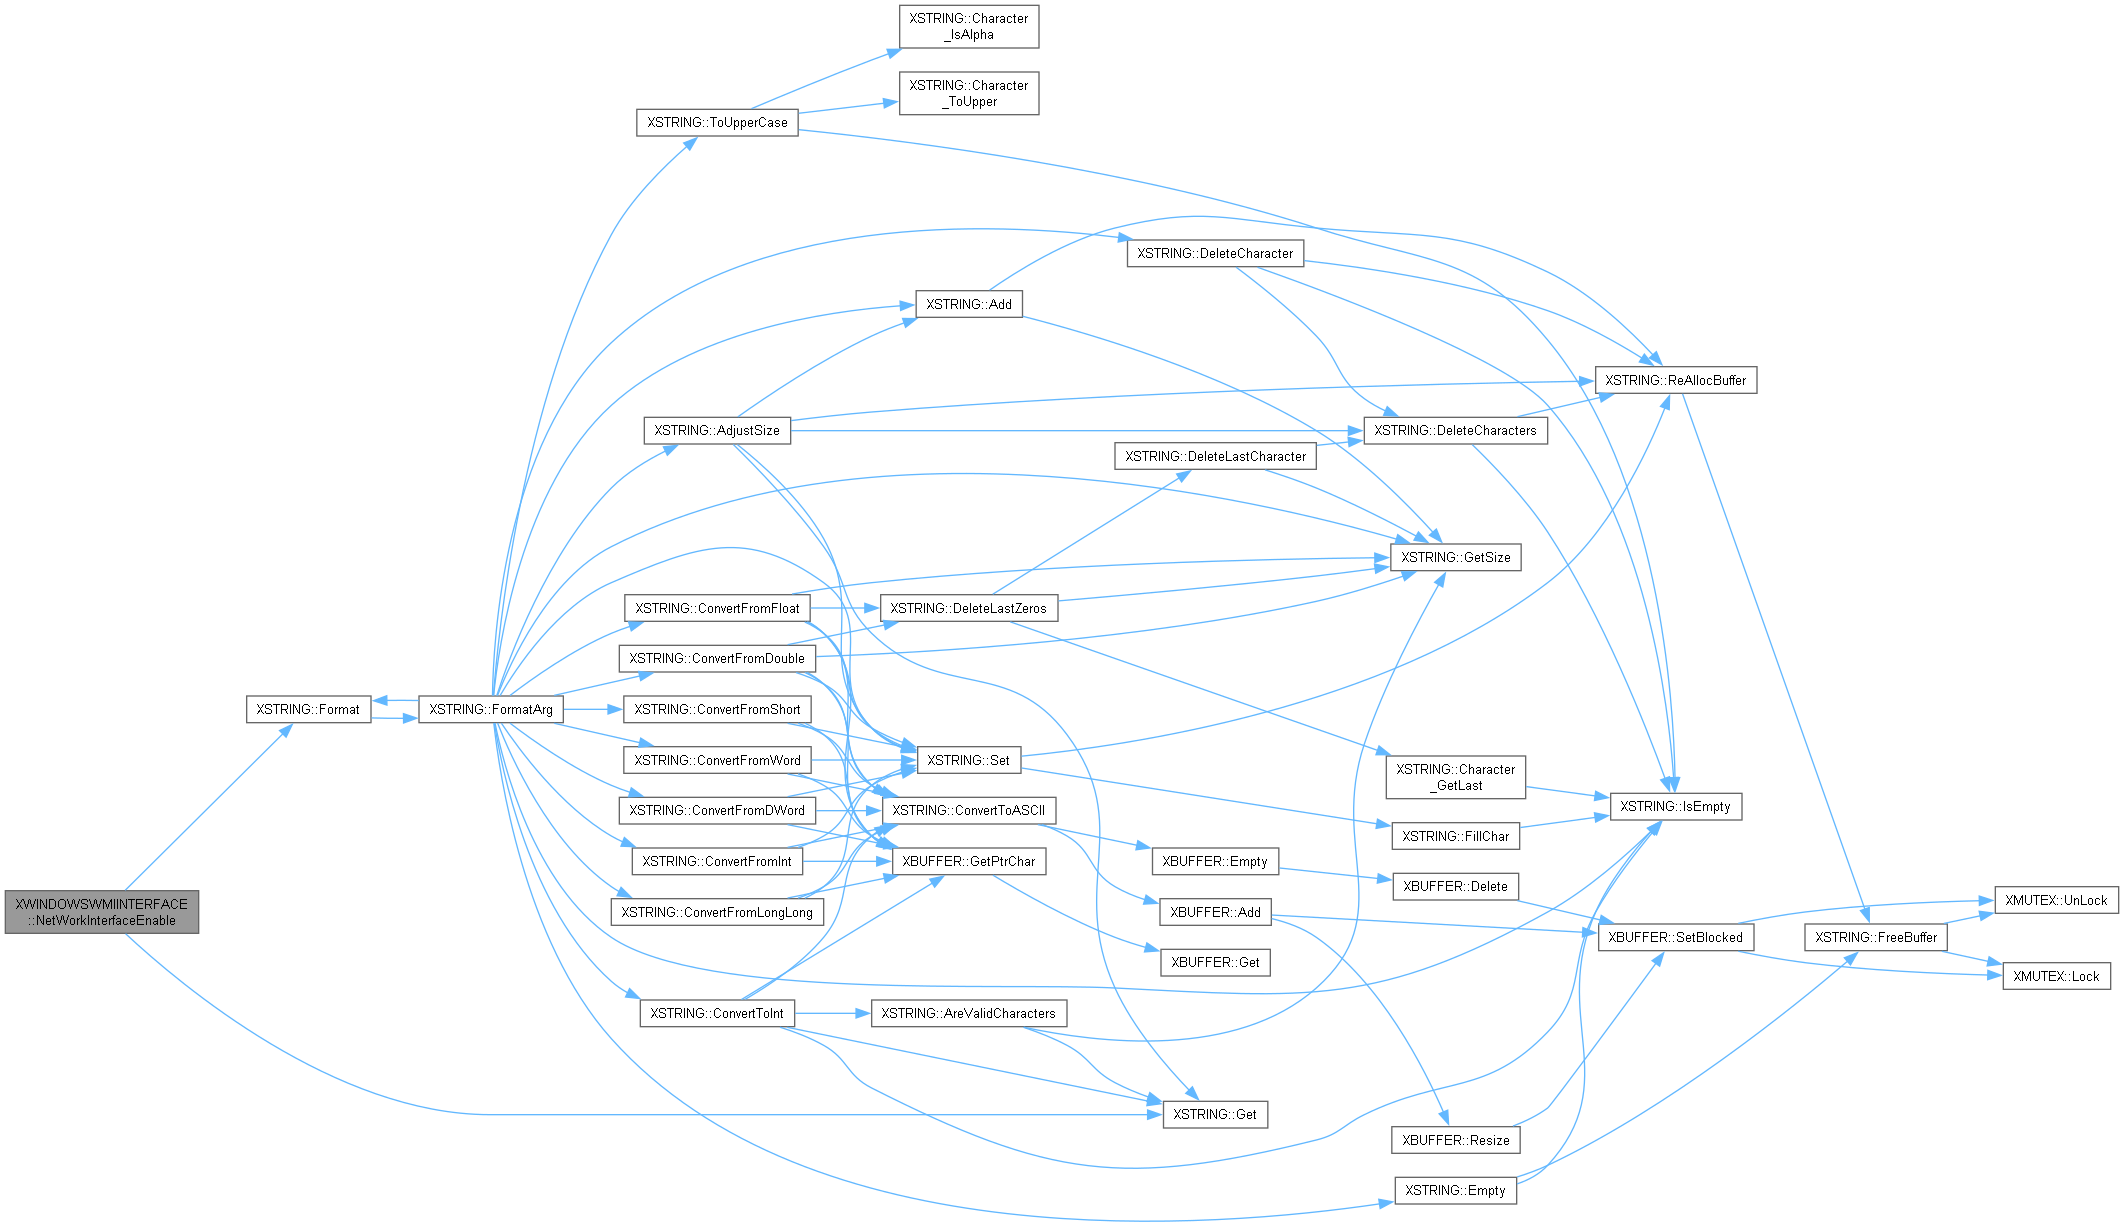 XSTRING::Character
_IsAlpha
XSTRING::Character
_ToUpper
XSTRING::ToUpperCase
XSTRING::DeleteCharacter
XSTRING::Add
XSTRING::ReAllocBuffer
XSTRING::AdjustSize
XSTRING::DeleteCharacters
XSTRING::DeleteLastCharacter
XSTRING::GetSize
XSTRING::ConvertFromFloat
XSTRING::DeleteLastZeros
XSTRING::ConvertFromDouble
XSTRING::Format
XSTRING::FormatArg
XSTRING::ConvertFromShort
XSTRING::ConvertFromWord
XSTRING::Set
XSTRING::Character
_GetLast
XSTRING::ConvertFromDWord
XSTRING::ConvertToASCII
XSTRING::IsEmpty
XSTRING::FillChar
XSTRING::ConvertFromInt
XBUFFER::GetPtrChar
XBUFFER::Empty
XBUFFER::Delete
XWINDOWSWMIINTERFACE
::NetWorkInterfaceEnable
XSTRING::ConvertFromLongLong
XBUFFER::Add
XMUTEX::UnLock
XBUFFER::SetBlocked
XSTRING::FreeBuffer
XBUFFER::Get
XMUTEX::Lock
XSTRING::ConvertToInt
XSTRING::AreValidCharacters
XSTRING::Get
XBUFFER::Resize
XSTRING::Empty